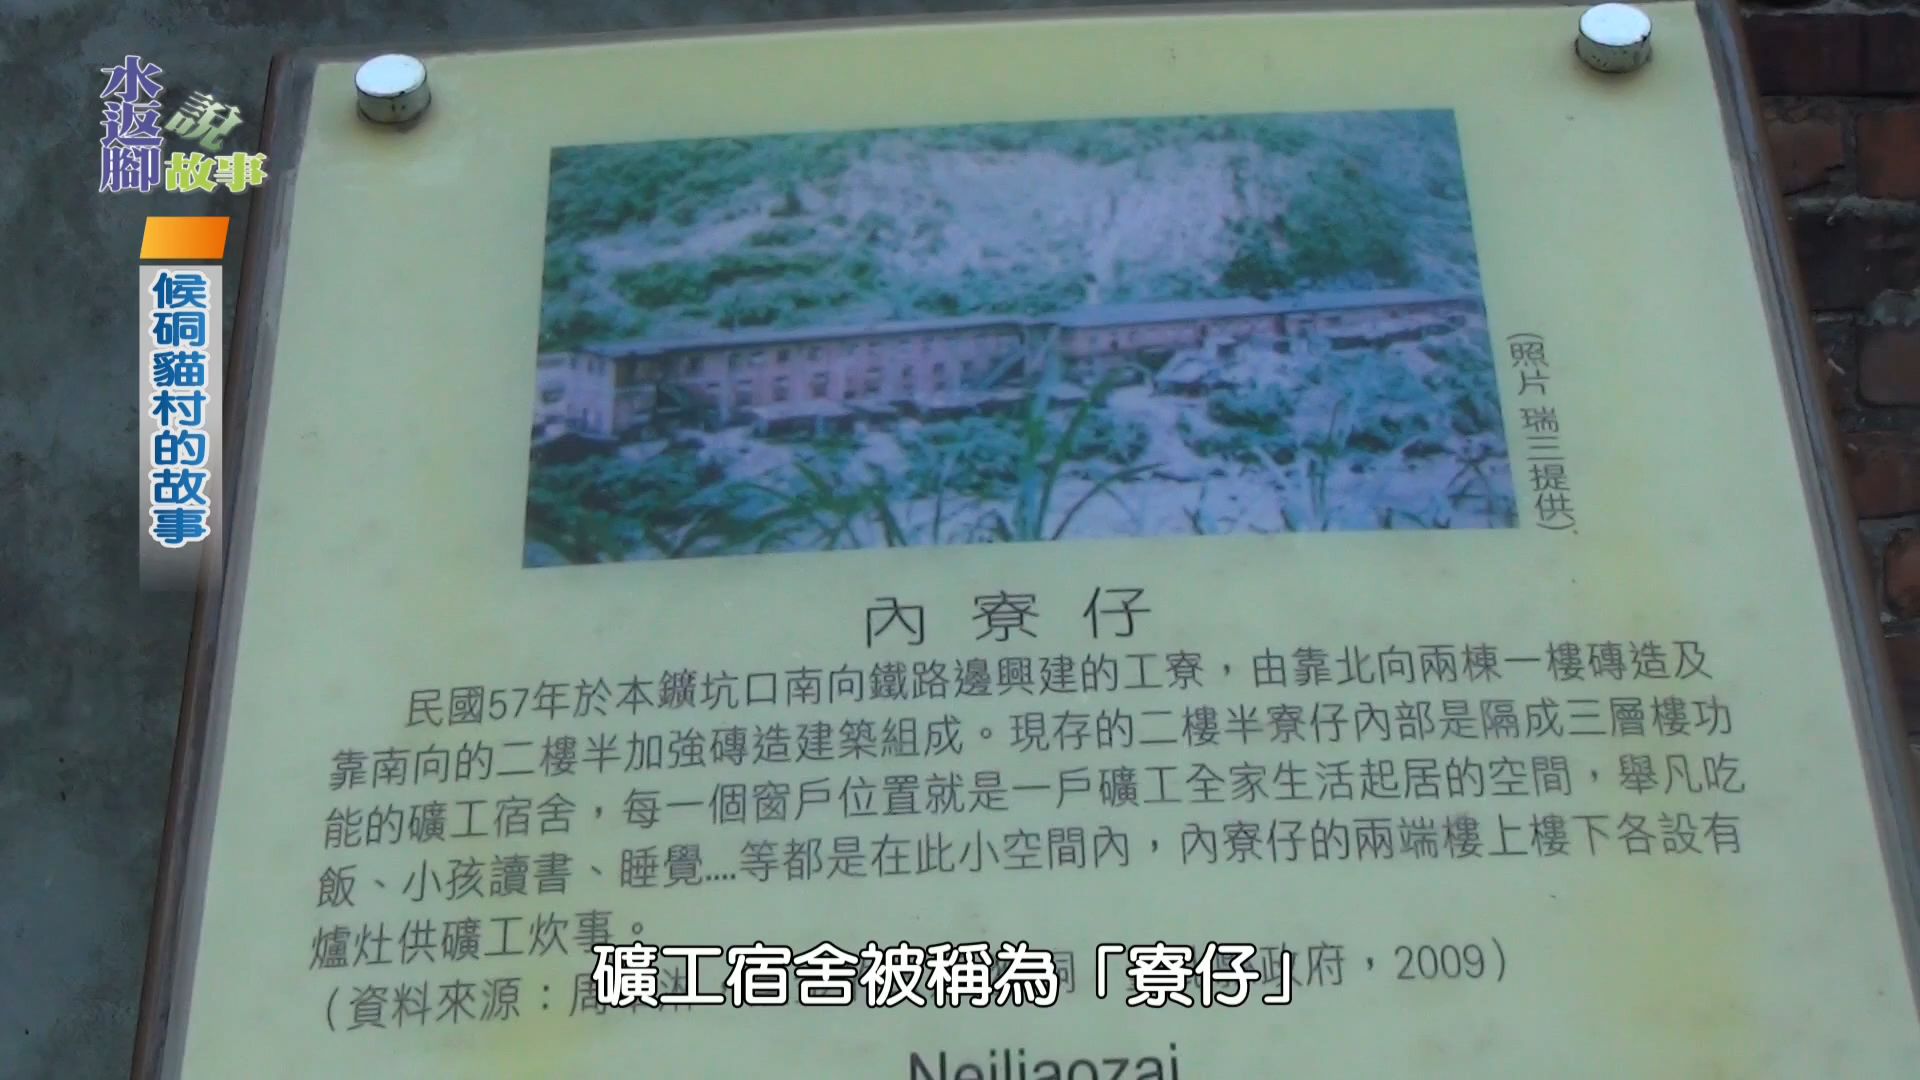 水返腳
說
故事
候硐貓村的故事
(照片 瑞三提供)
內寮仔
民國57年於本鑛坑口南向鐵路邊興建的工寮，由靠北向兩棟一樓磚造及
靠南向的二樓半加強磚造建築組成。現存的二樓半寮仔內部是隔成三層樓功
能的礦工宿舍，每一個窗戶位置就是一戶礦工全家生活起居的空間，舉凡吃
飯、小孩讀書、睡覺....等都是在此小空間內，內寮仔的兩端樓上樓下各設有
爐灶供礦工炊事。
(資料來源：周 政府，2009)
礦工宿舍被稱為「寮仔」
Neiliaozai